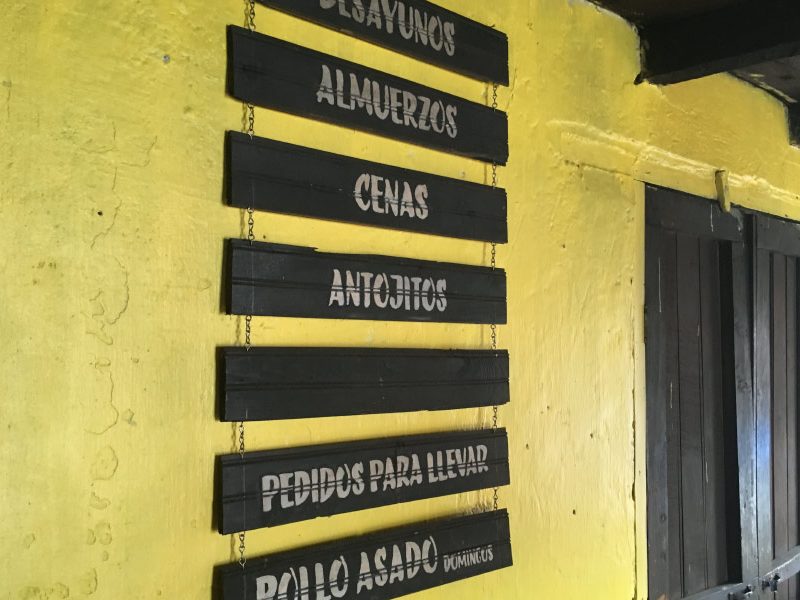 DESAYUNOS
ALMUERZOS
CENAS
ANTOJITOS
PEDIDOS PARA LLEVAR
POLLO ASADO DOMINGOS